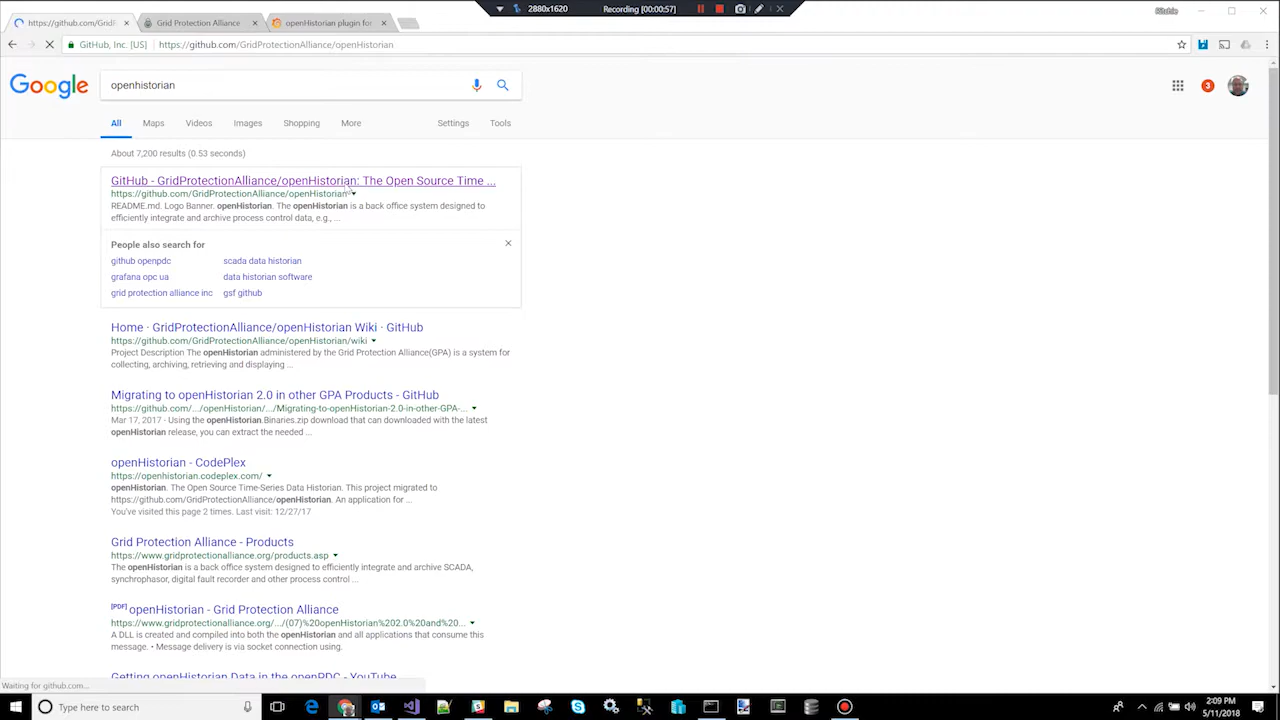 2880x1620
Recording [00:00:57]
https://github.com/GridF
Grid Protection Alliance
openHistorian plugin for
Ritchie
GitHub, Inc. [US]
https://github.com/GridProtectionAlliance/openHistorian
Google
openhistorian
3
All
Maps
Videos
Images
Shopping
More
Settings
Tools
About 7,200 results (0.53 seconds)
GitHub - GridProtectionAlliance/openHistorian: The Open Source Time ...
https://github.com/GridProtectionAlliance/openHistorian
README.md. Logo Banner. openHistorian. The openHistorian is a back office system designed to
efficiently integrate and archive process control data, e.g., ...
People also search for
github openpdc
scada data historian
grafana opc ua
data historian software
grid protection alliance inc
gsf github
Home · GridProtectionAlliance/openHistorian Wiki · GitHub
https://github.com/GridProtectionAlliance/openHistorian/wiki
Project Description The openHistorian administered by the Grid Protection Alliance(GPA) is a system for
collecting, archiving, retrieving and displaying ...
Migrating to openHistorian 2.0 in other GPA Products - GitHub
https://github.com/.../openHistorian/.../Migrating-to-openHistorian-2.0-in-other-GPA-...
Mar 17, 2017 - Using the openHistorian.Binaries.zip download that can downloaded with the latest
openHistorian release, you can extract the needed ...
openHistorian - CodePlex
https://openhistorian.codeplex.com/
openHistorian. The Open Source Time-Series Data Historian. This project migrated to
https://github.com/GridProtectionAlliance/openHistorian. An application for ...
You've visited this page 2 times. Last visit: 12/27/17
Grid Protection Alliance - Products
https://www.gridprotectionalliance.org/products.asp
The openHistorian is a back office system designed to efficiently integrate and archive SCADA,
synchrophasor, digital fault recorder and other process control ...
[PDF] openHistorian - Grid Protection Alliance
https://www.gridprotectionalliance.org/.../(07)%20openHistorian%202.0%20and%20...
A DLL is created and compiled into both the openHistorian and all applications that consume this
message. • Message delivery is via socket connection using.
Getting openHistorian Data in the openPDC - YouTube
Waiting for github.com...
Type here to search
2:09 PM
5/11/2018